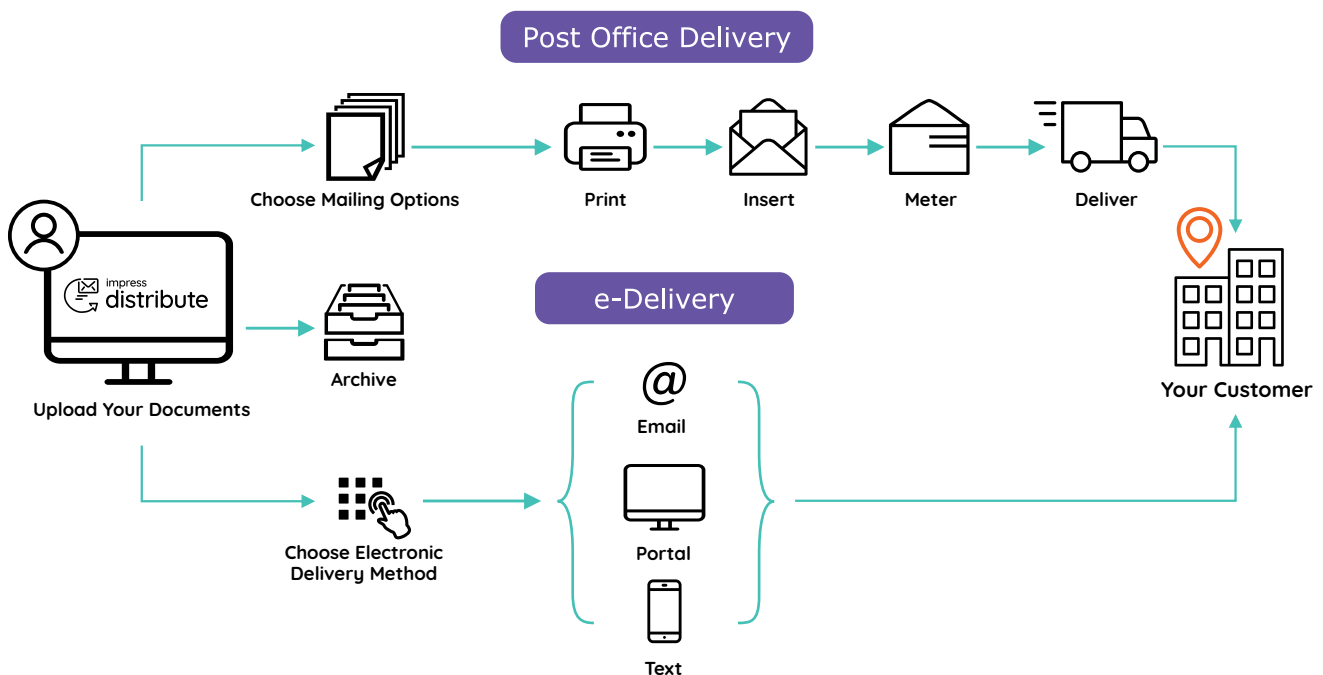 Post Office Delivery
Choose Mailing Options
Print
Insert
Meter
Deliver
impress
distribute
Upload Your Documents
Archive
e-Delivery
@
Email
Portal
Text
Choose Electronic
Delivery Method
Your Customer